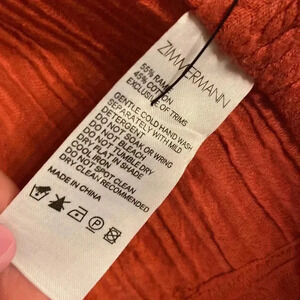 ZIMMERMANN
55% RAMIE
45% COTTON
EXCLUSIVE OF TRIMS
GENTLE COLD HAND WASH
SEPARATELY WITH MILD
DETERGENT
DO NOT SOAK OR WRING
DO NOT BLEACH
DO NOT TUMBLE DRY
DRY FLAT IN SHADE
COOL IRON
DO NOT SPOT CLEAN
DRY CLEAN RECOMMENDED
MADE IN CHINA